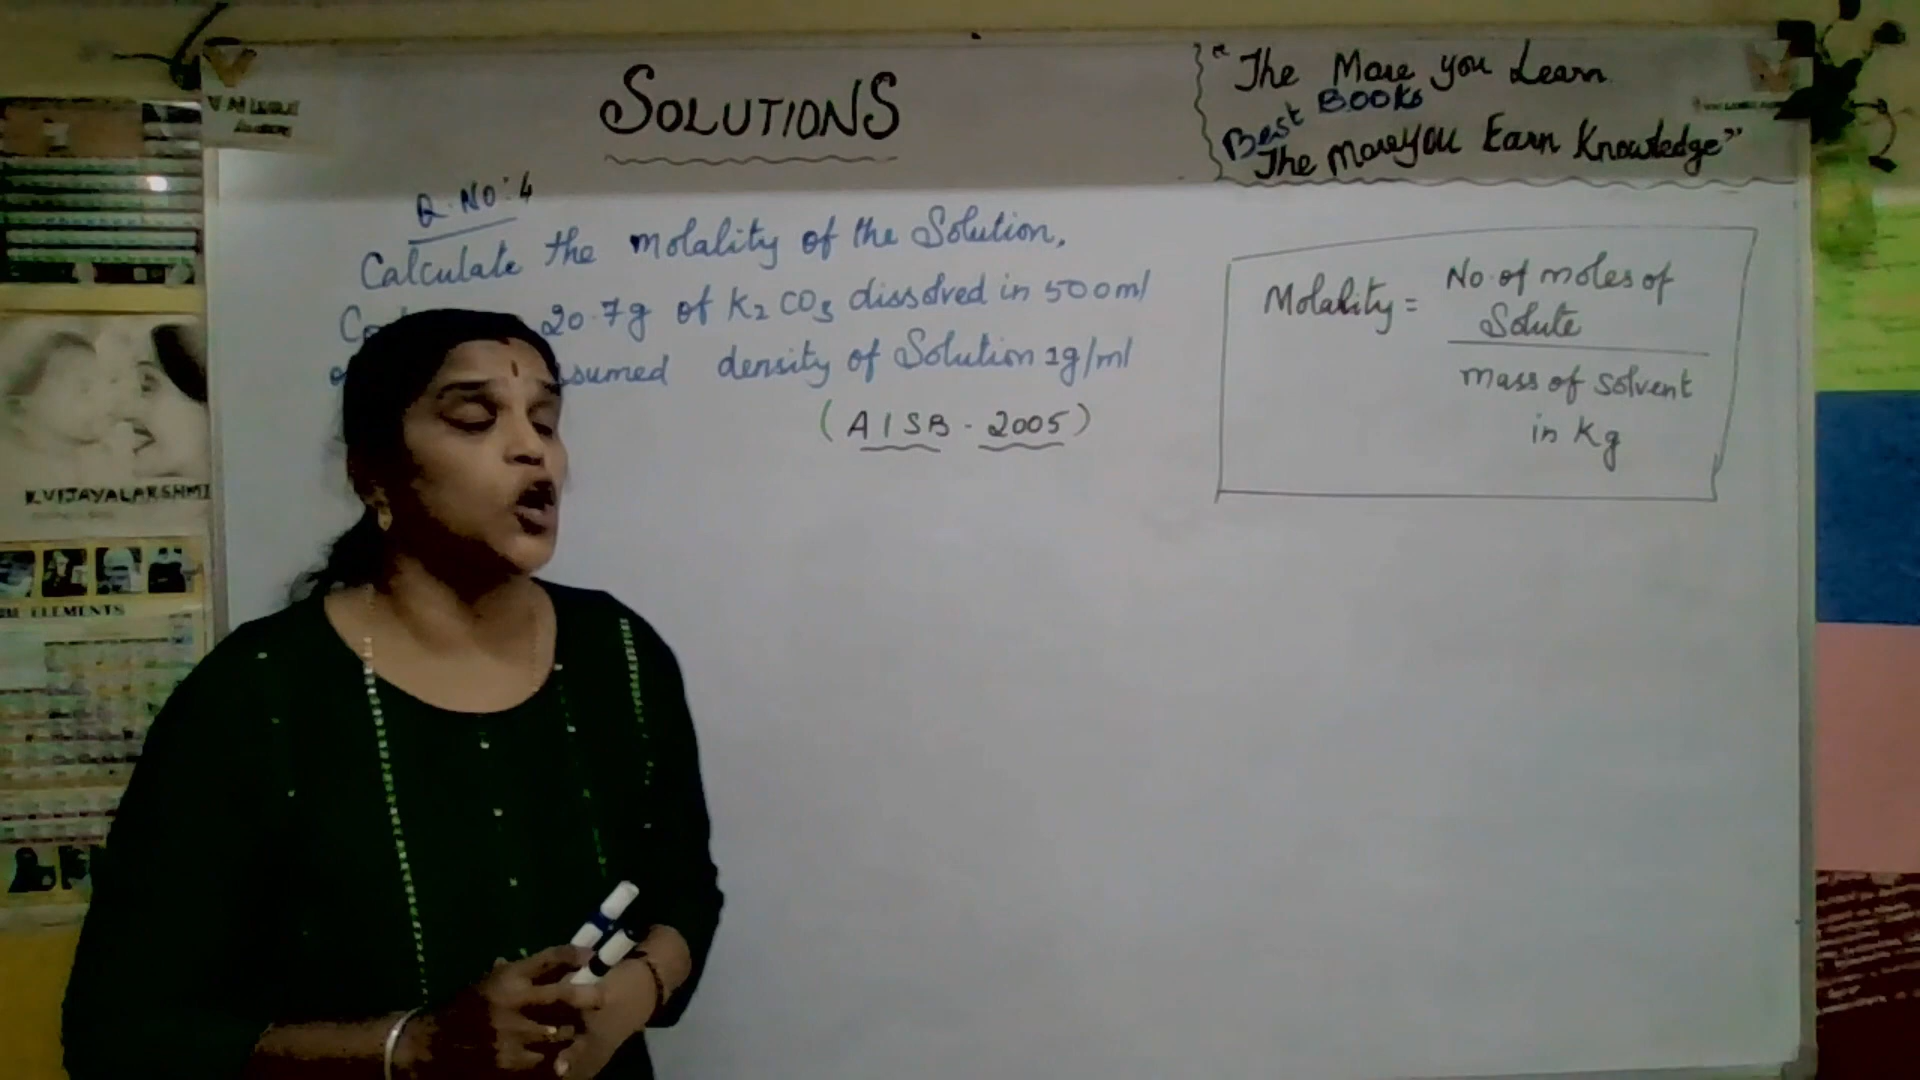 SOLUTIONS
"The More you Learn
Best Books
The More you Earn Knowledge"
Q.No:4
Calculate the molality of the Solution,
20.7g of K₂CO₃ dissolved in 500ml
density of Solution 1g/ml
(AISB - 2005)
Molality = No. of moles of
Solute
mass of solvent
in Kg
K.VIJAYALAKSHMI
ELEMENTS